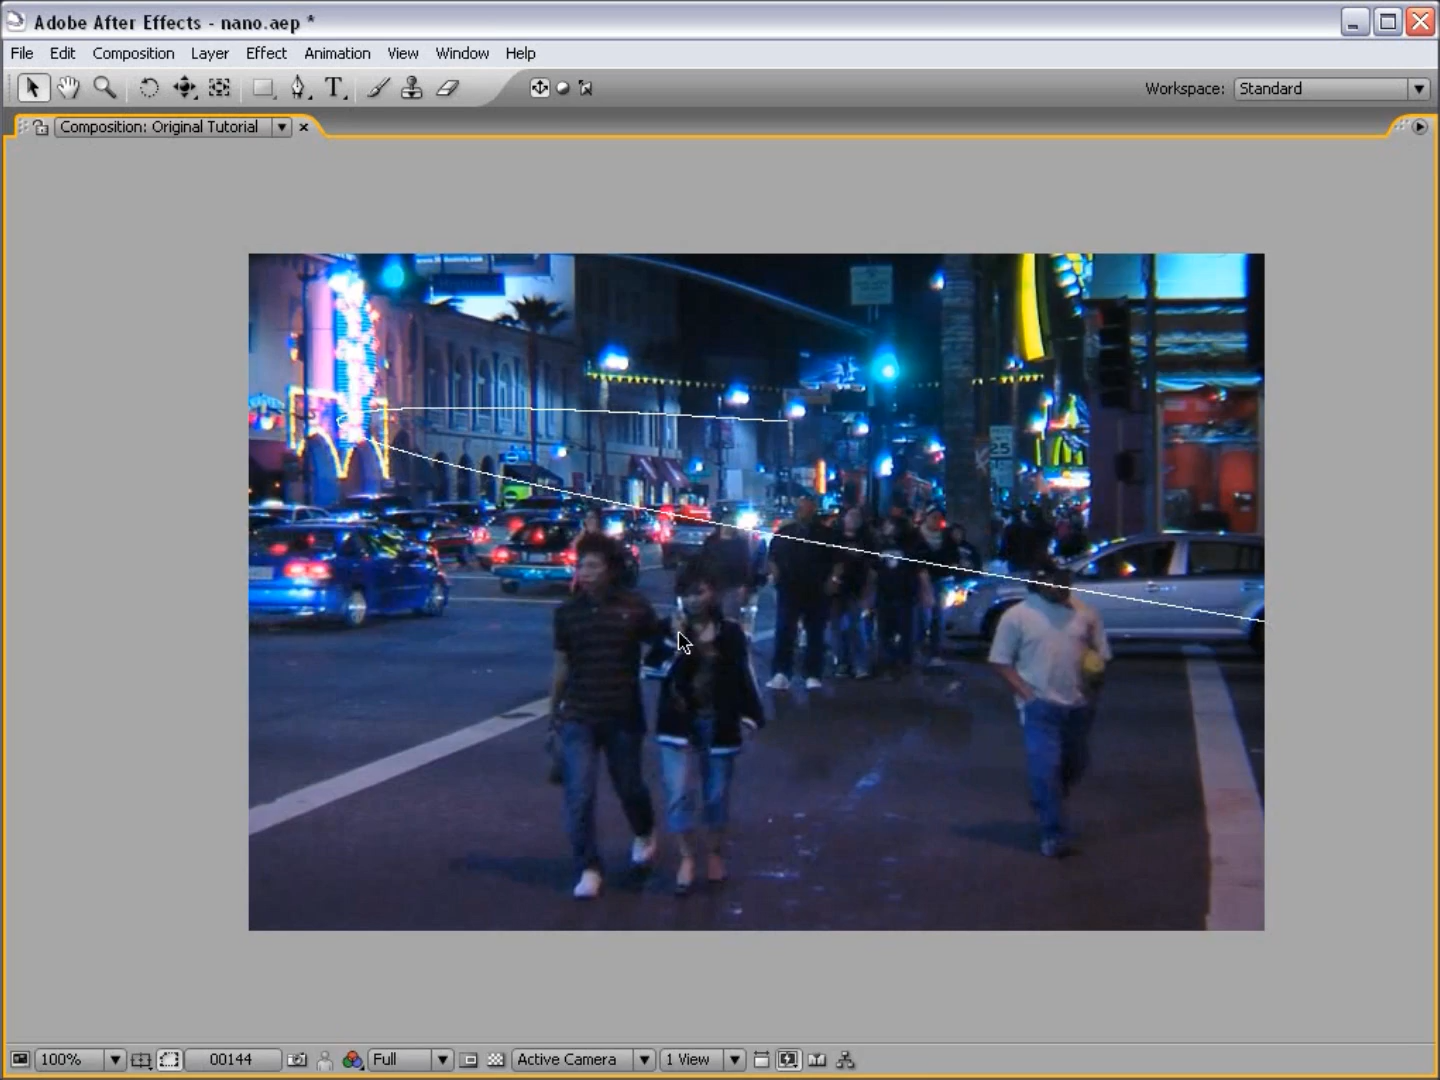 Adobe After Effects - nano.aep *
File Edit Composition Layer Effect Animation View Window Help
T
Workspace: Standard
Composition: Original Tutorial
25
100% 00144 Full Active Camera 1 View